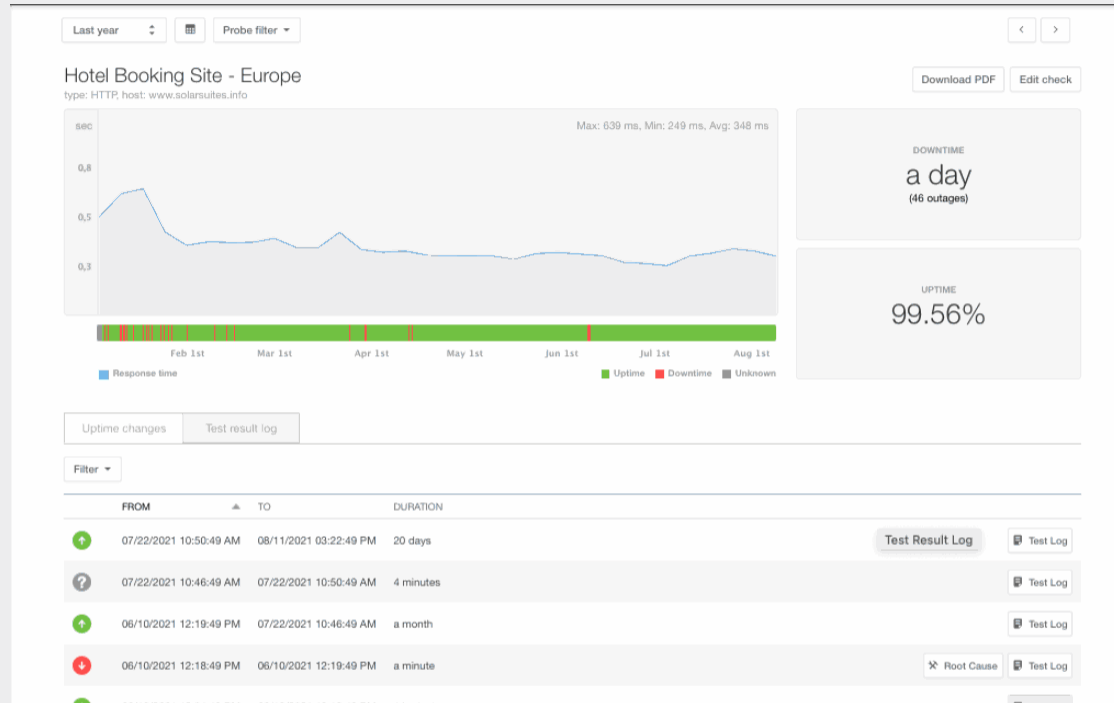 Last year
Probe filter
Hotel Booking Site - Europe
type: HTTP, host: www.solarsuites.info
Download PDF
Edit check
sec
Max: 639 ms, Min: 249 ms, Avg: 348 ms
0,8
0,5
0,3
Feb 1st Mar 1st Apr 1st May 1st Jun 1st Jul 1st Aug 1st
Response time
Uptime Downtime Unknown
DOWNTIME
a day
(46 outages)
UPTIME
99.56%
Uptime changes
Test result log
Filter
FROM TO DURATION
07/22/2021 10:50:49 AM 08/11/2021 03:22:49 PM 20 days Test Result Log Test Log
07/22/2021 10:46:49 AM 07/22/2021 10:50:49 AM 4 minutes Test Log
06/10/2021 12:19:49 PM 07/22/2021 10:46:49 AM a month Test Log
06/10/2021 12:18:49 PM 06/10/2021 12:19:49 PM a minute Root Cause Test Log